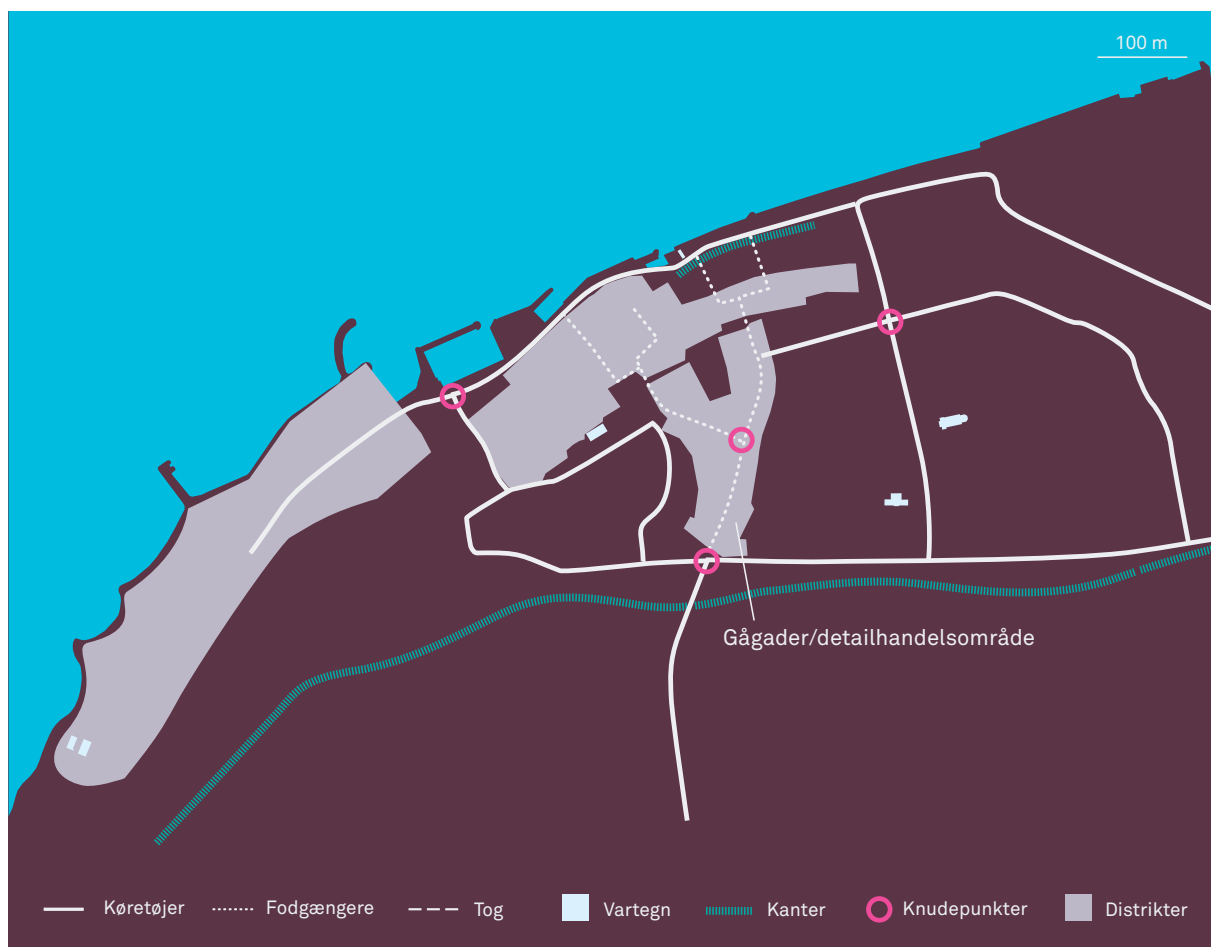 100 m
Gågader/detailhandelsområde
Køretøjer
Fodgængere
Tog
Vartegn
Kanter
Knudepunkter
Distrikter